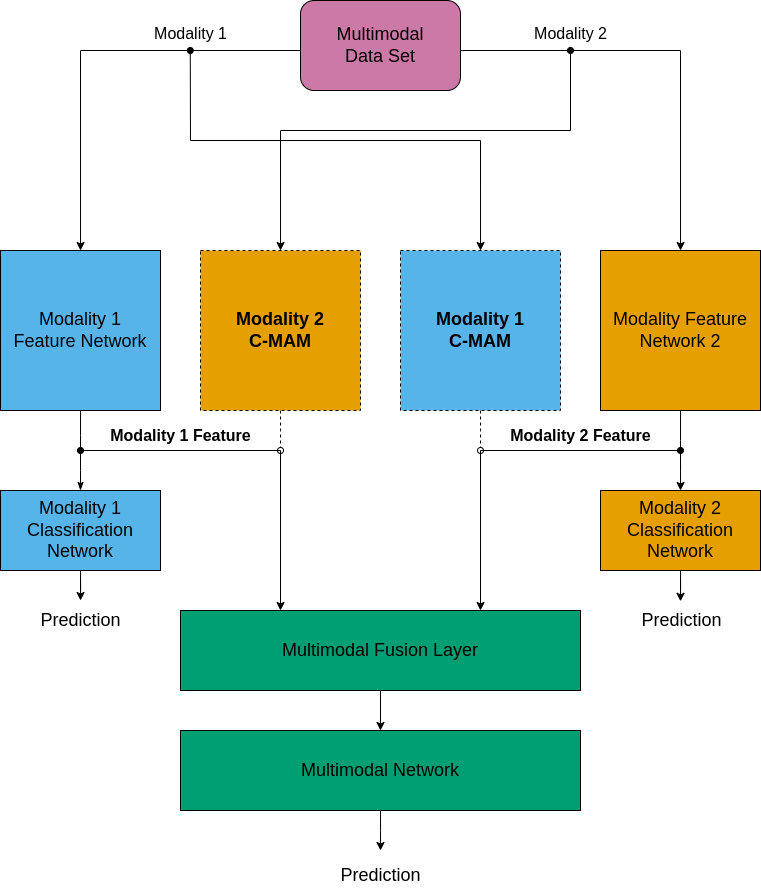 Modality 1
Multimodal
Data Set
Modality 2
Modality 1
Feature Network
Modality 2
C-MAM
Modality 1
C-MAM
Modality Feature
Network 2
Modality 1 Feature
Modality 2 Feature
Modality 1
Classification
Network
Modality 2
Classification
Network
Prediction
Prediction
Multimodal Fusion Layer
Multimodal Network
Prediction